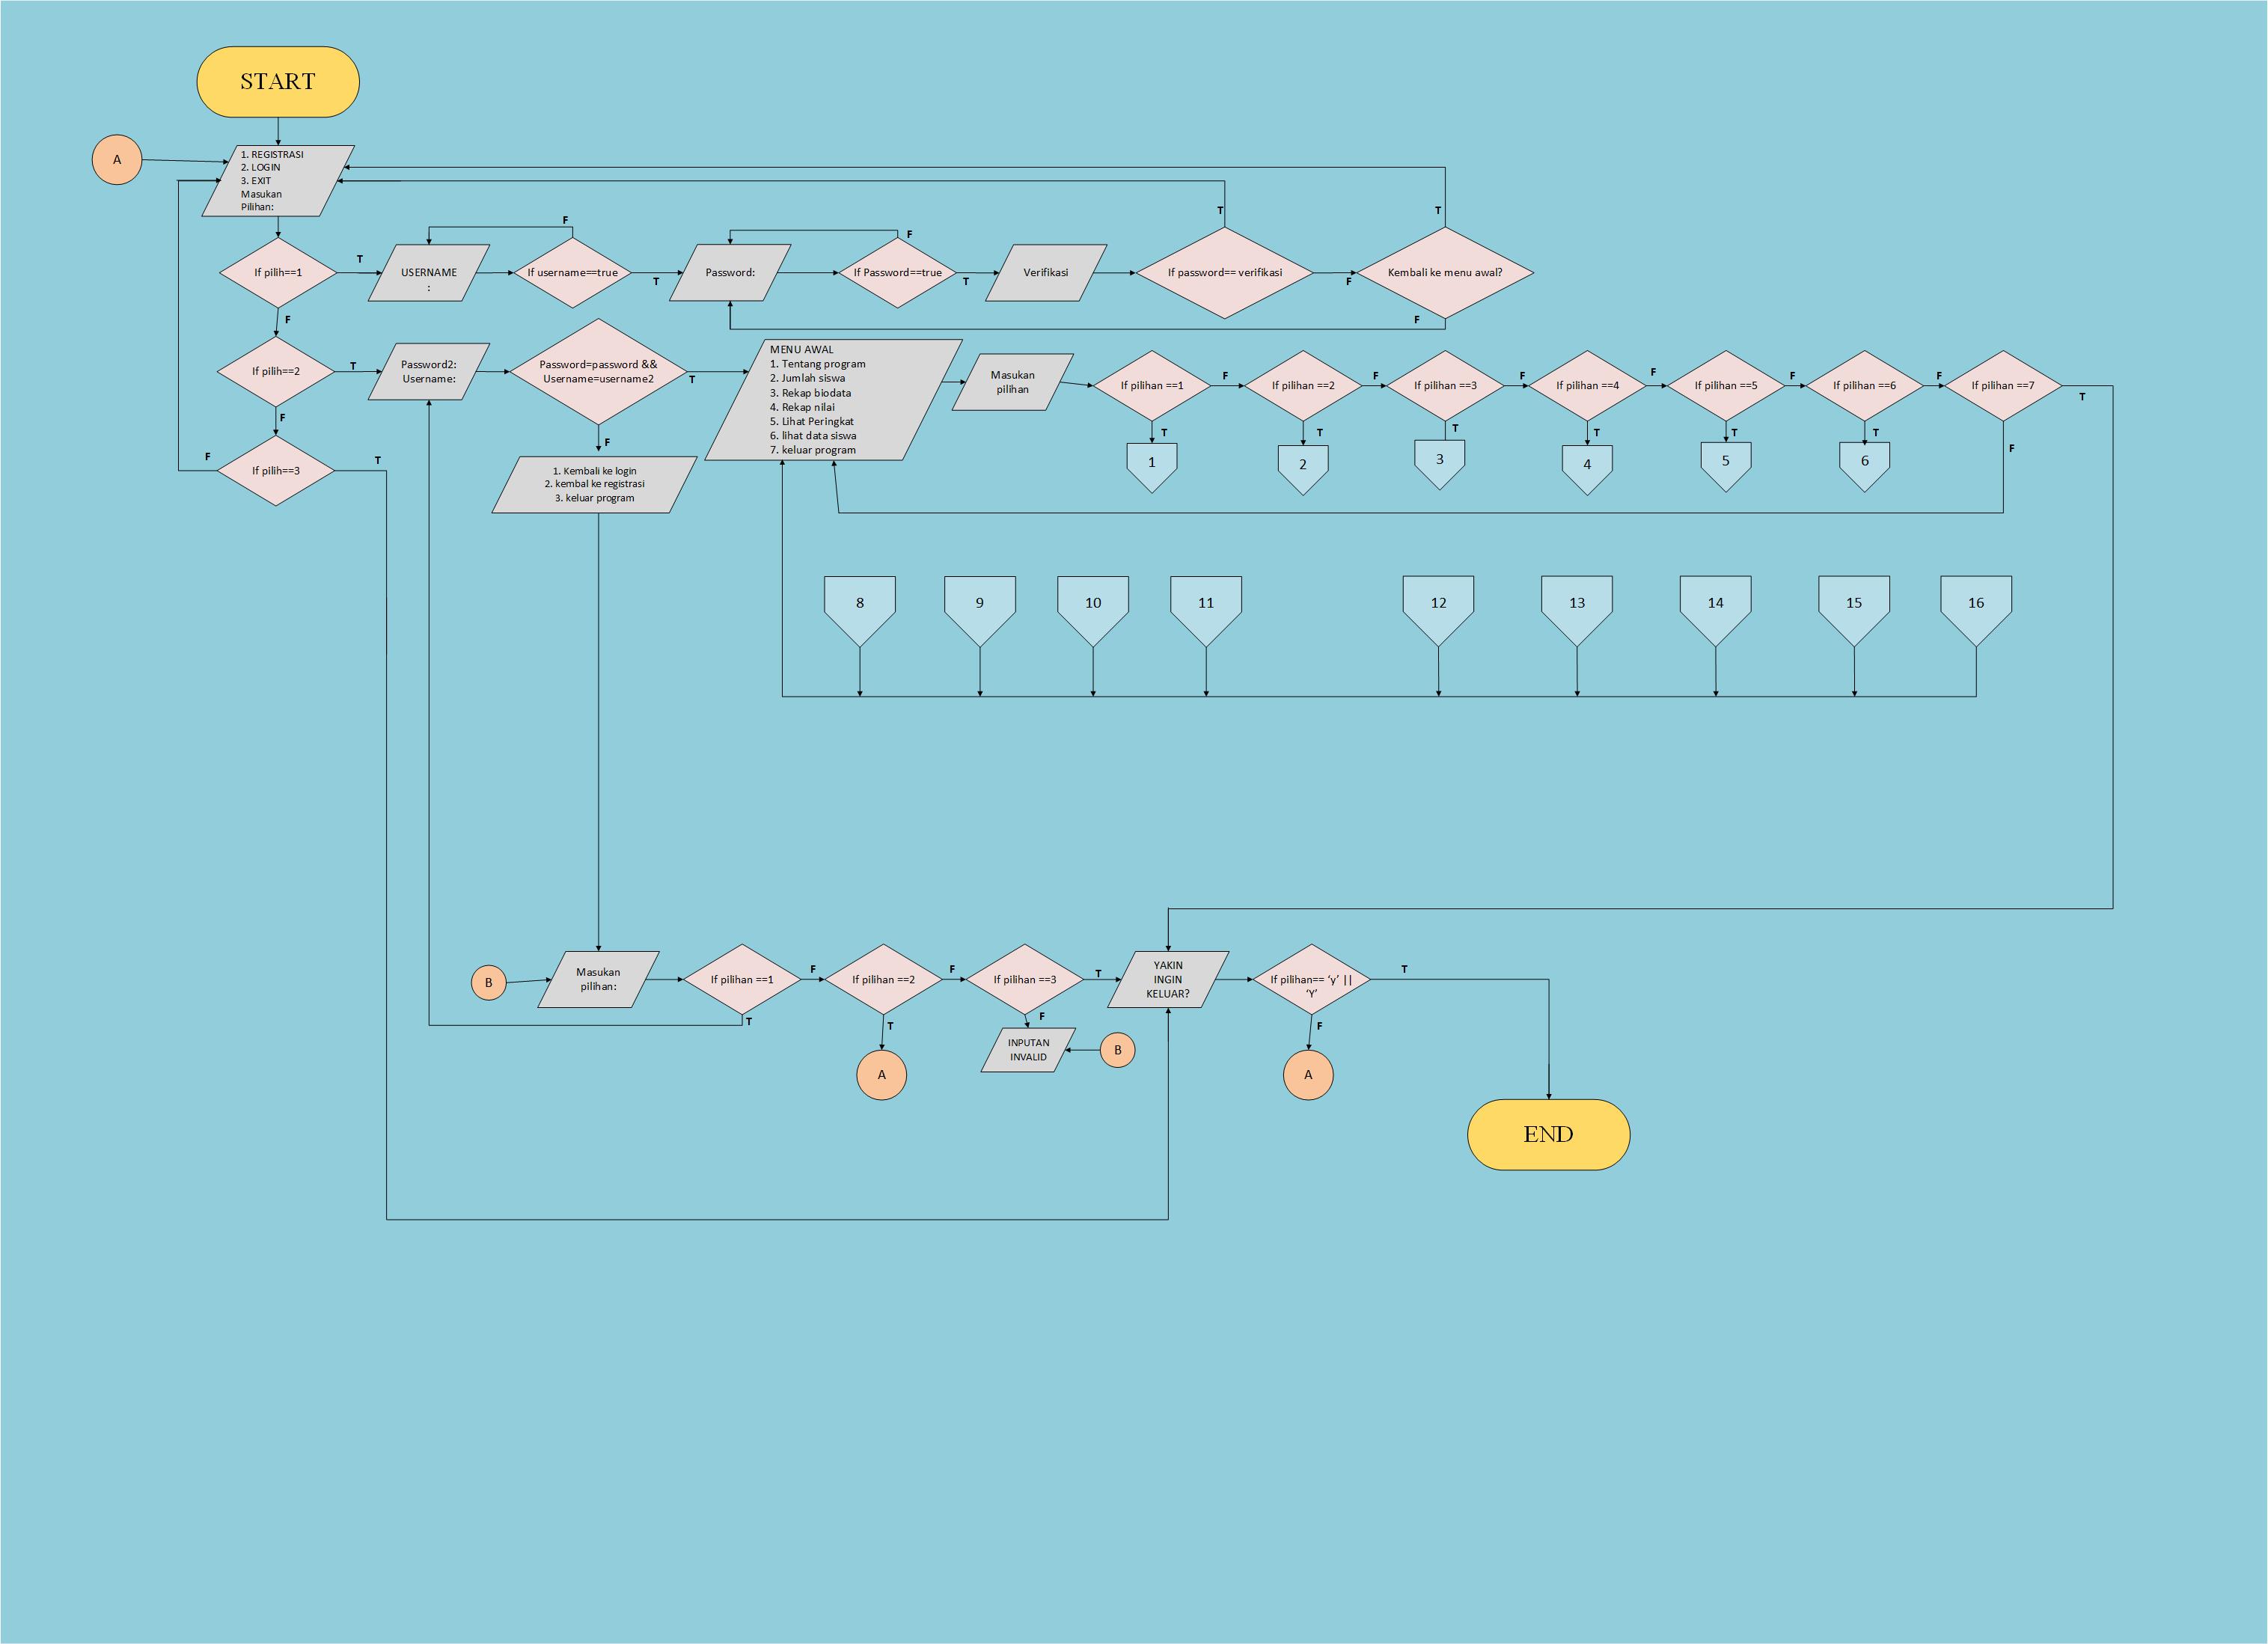 START
A
1. REGISTRASI
2. LOGIN
3. EXIT
Masukan
Pilihan:
If pilih==1
T
F
USERNAME
:
If username==true
F
T
Password:
If Password==true
F
T
Verifikasi
If password== verifikasi
T
F
Kembali ke menu awal?
T
F
If pilih==2
T
F
Password2:
Username:
Password=password &&
Username=username2
T
F
MENU AWAL
1. Tentang program
2. Jumlah siswa
3. Rekap biodata
4. Rekap nilai
5. Lihat Peringkat
6. lihat data siswa
7. keluar program
Masukan
pilihan
If pilihan ==1
F
T
1
If pilihan ==2
F
T
2
If pilihan ==3
F
T
3
If pilihan ==4
F
T
4
If pilihan ==5
F
T
5
If pilihan ==6
F
T
6
If pilihan ==7
T
F
If pilih==3
F
T
1. Kembali ke login
2. kembal ke registrasi
3. keluar program
8
9
10
11
12
13
14
15
16
B
Masukan
pilihan:
If pilihan ==1
F
T
If pilihan ==2
F
T
A
If pilihan ==3
T
F
INPUTAN
INVALID
B
YAKIN
INGIN
KELUAR?
If pilihan== ‘y’ ||
‘Y’
T
F
A
END